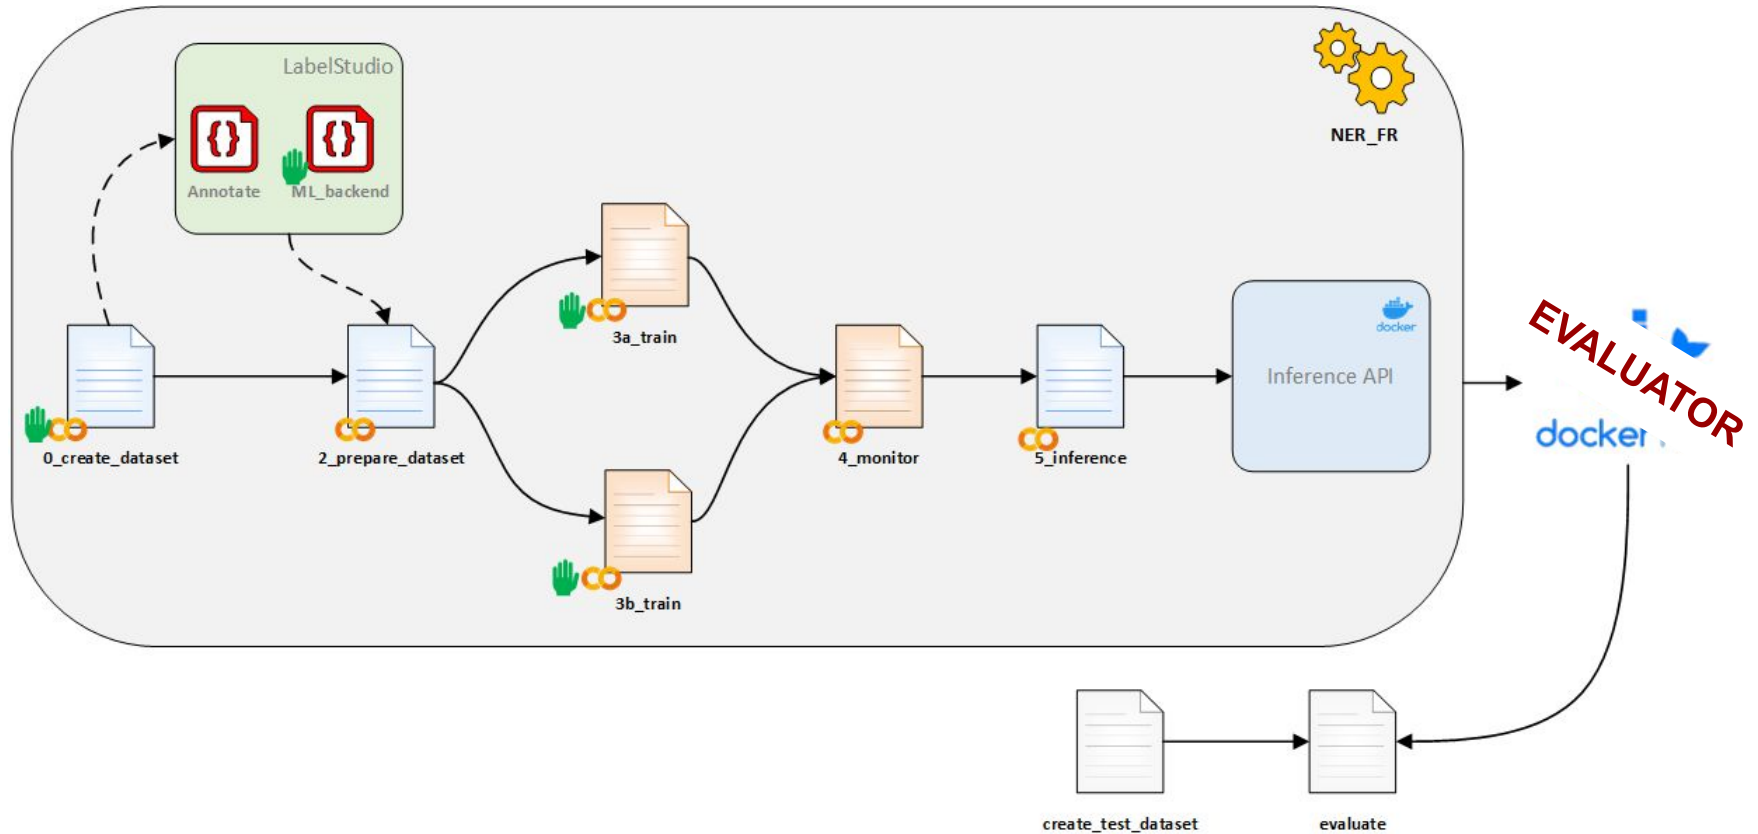 LabelStudio
Annotate
ML_backend
NER_FR
3a_train
docker
Inference API
EVALUATOR
docker
0_create_dataset
2_prepare_dataset
4_monitor
5_inference
3b_train
create_test_dataset
evaluate